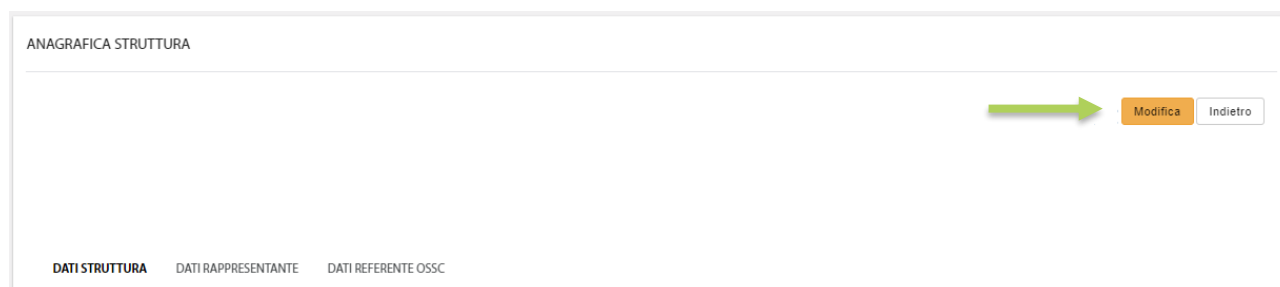 ANAGRAFICA STRUTTURA
Modifica Indietro
DATI STRUTTURA DATI RAPPRESENTANTE DATI REFERENTE OSSC